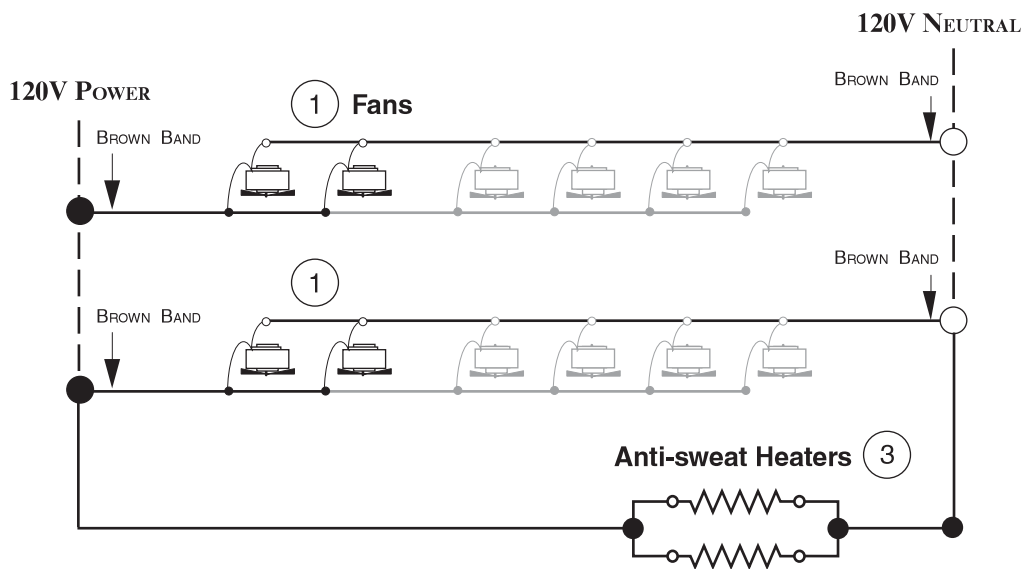 120V NEUTRAL
120V POWER
BROWN BAND
1 Fans
BROWN BAND
BROWN BAND
1
BROWN BAND
Anti-sweat Heaters 3